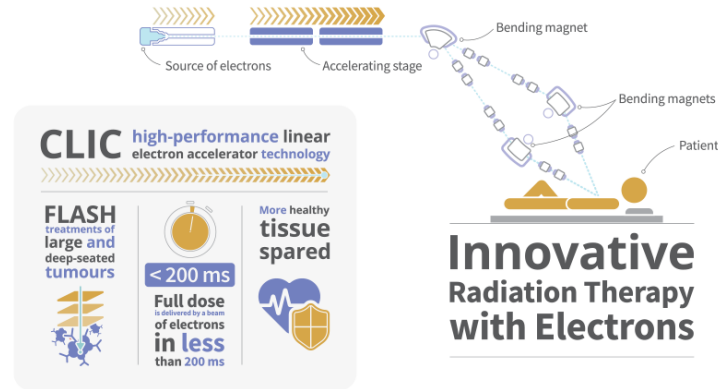 Bending magnet
Source of electrons
Accelerating stage
Bending magnets
Patient
CLIC high-performance linear
electron accelerator technology
FLASH
treatments of
large and
deep-seated
tumours
< 200 ms
Full dose
is delivered by a beam
of electrons
in less
than 200 ms
More healthy
tissue
spared
Innovative
Radiation Therapy
with Electrons